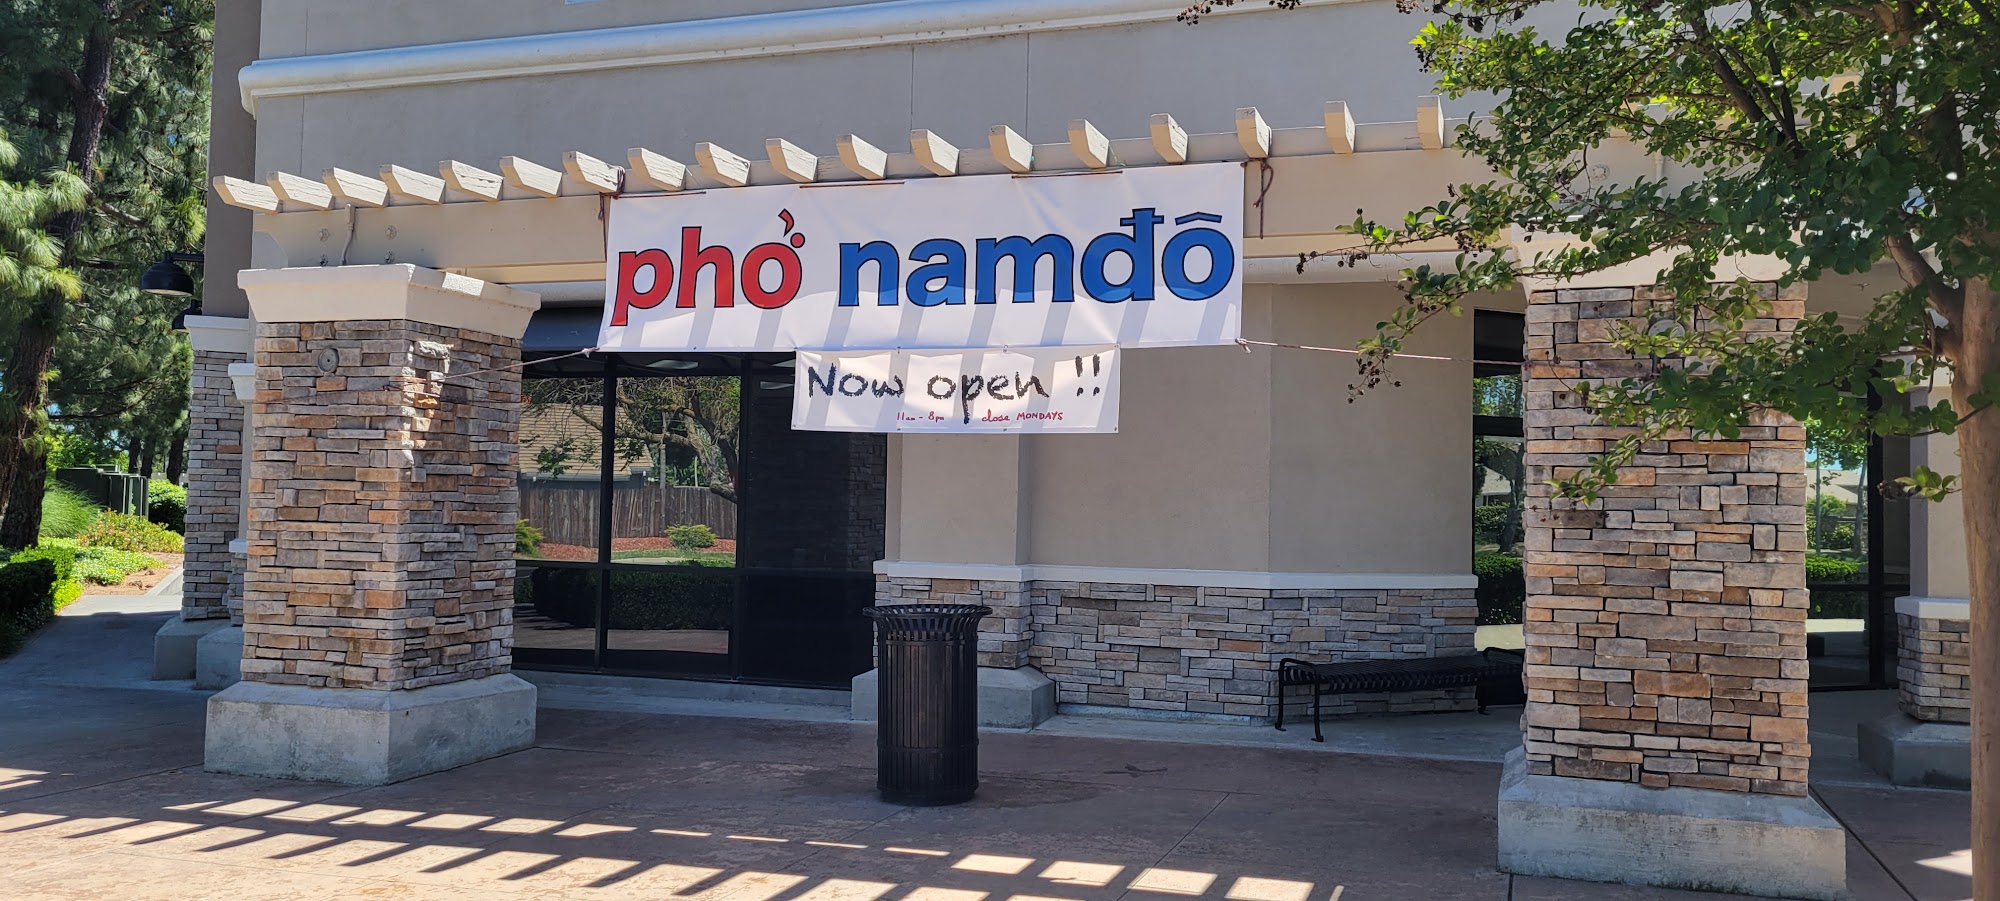 phở namđô
Now open !!
11am - 8pm close MONDAYS